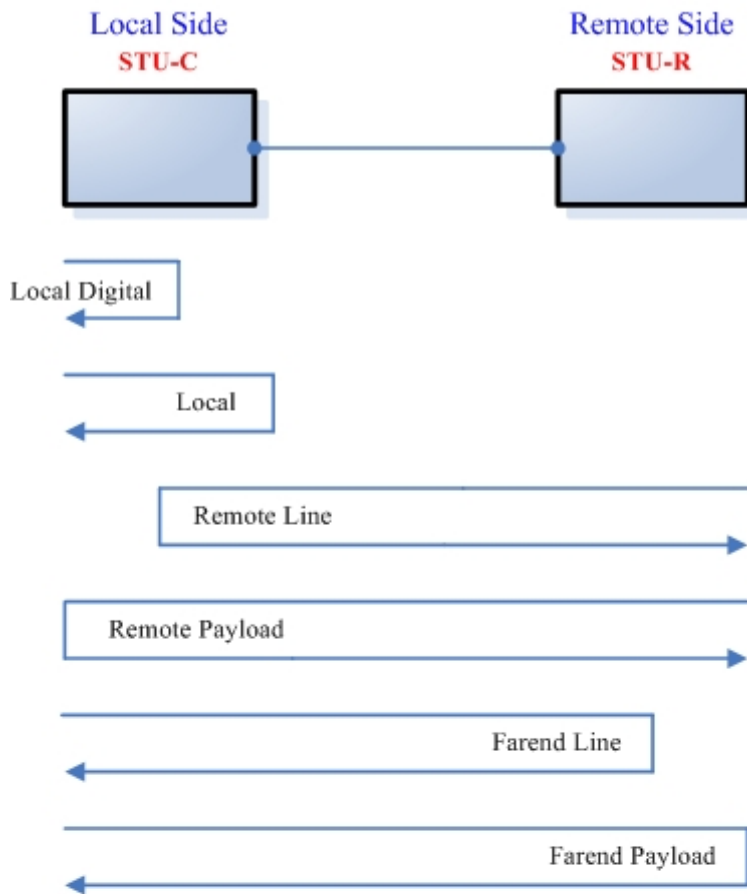 Local Side
Remote Side
STU-C
STU-R
Local Digital
Local
Remote Line
Remote Payload
Farend Line
Farend Payload